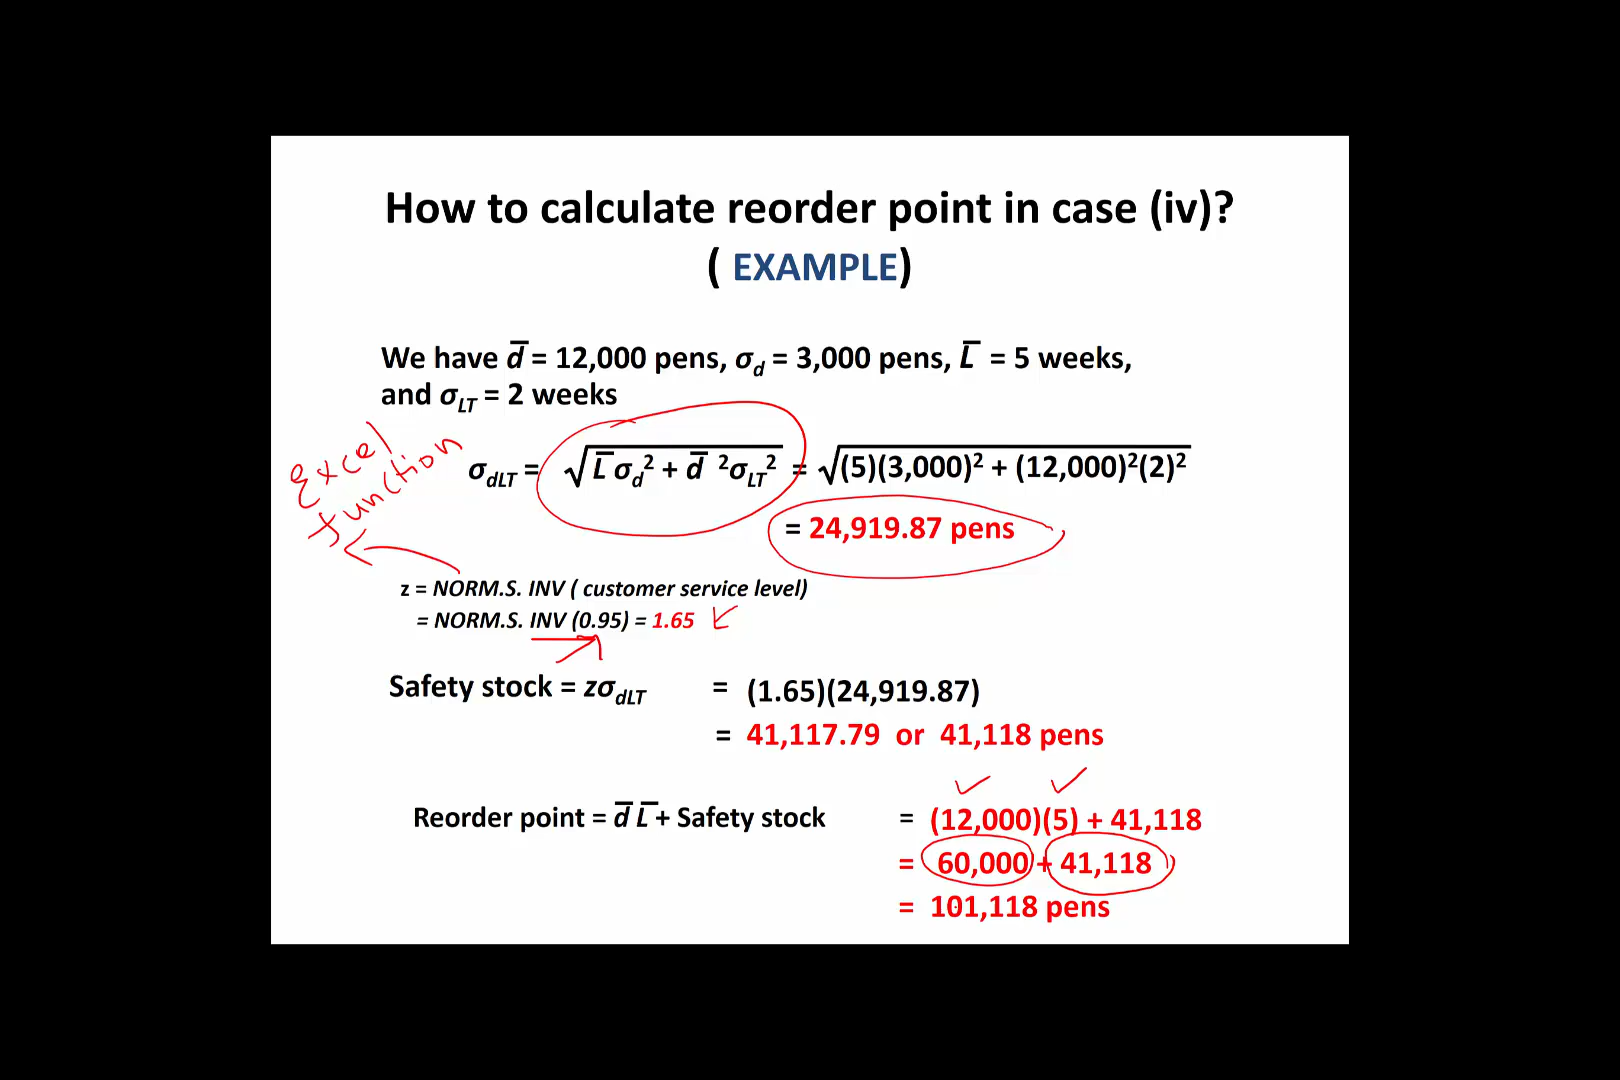 How to calculate reorder point in case (iv)?
( EXAMPLE)
We have d̅ = 12,000 pens, σd = 3,000 pens, L̅ = 5 weeks,
and σLT = 2 weeks
excel
function
σdLT = √(L̅ σd² + d̅ ²σLT²) = √(5)(3,000)² + (12,000)²(2)²
= 24,919.87 pens
z = NORM.S. INV ( customer service level)
= NORM.S. INV (0.95) = 1.65
Safety stock = zσdLT = (1.65)(24,919.87)
= 41,117.79 or 41,118 pens
Reorder point = d̅ L̅ + Safety stock = (12,000)(5) + 41,118
= 60,000 + 41,118
= 101,118 pens